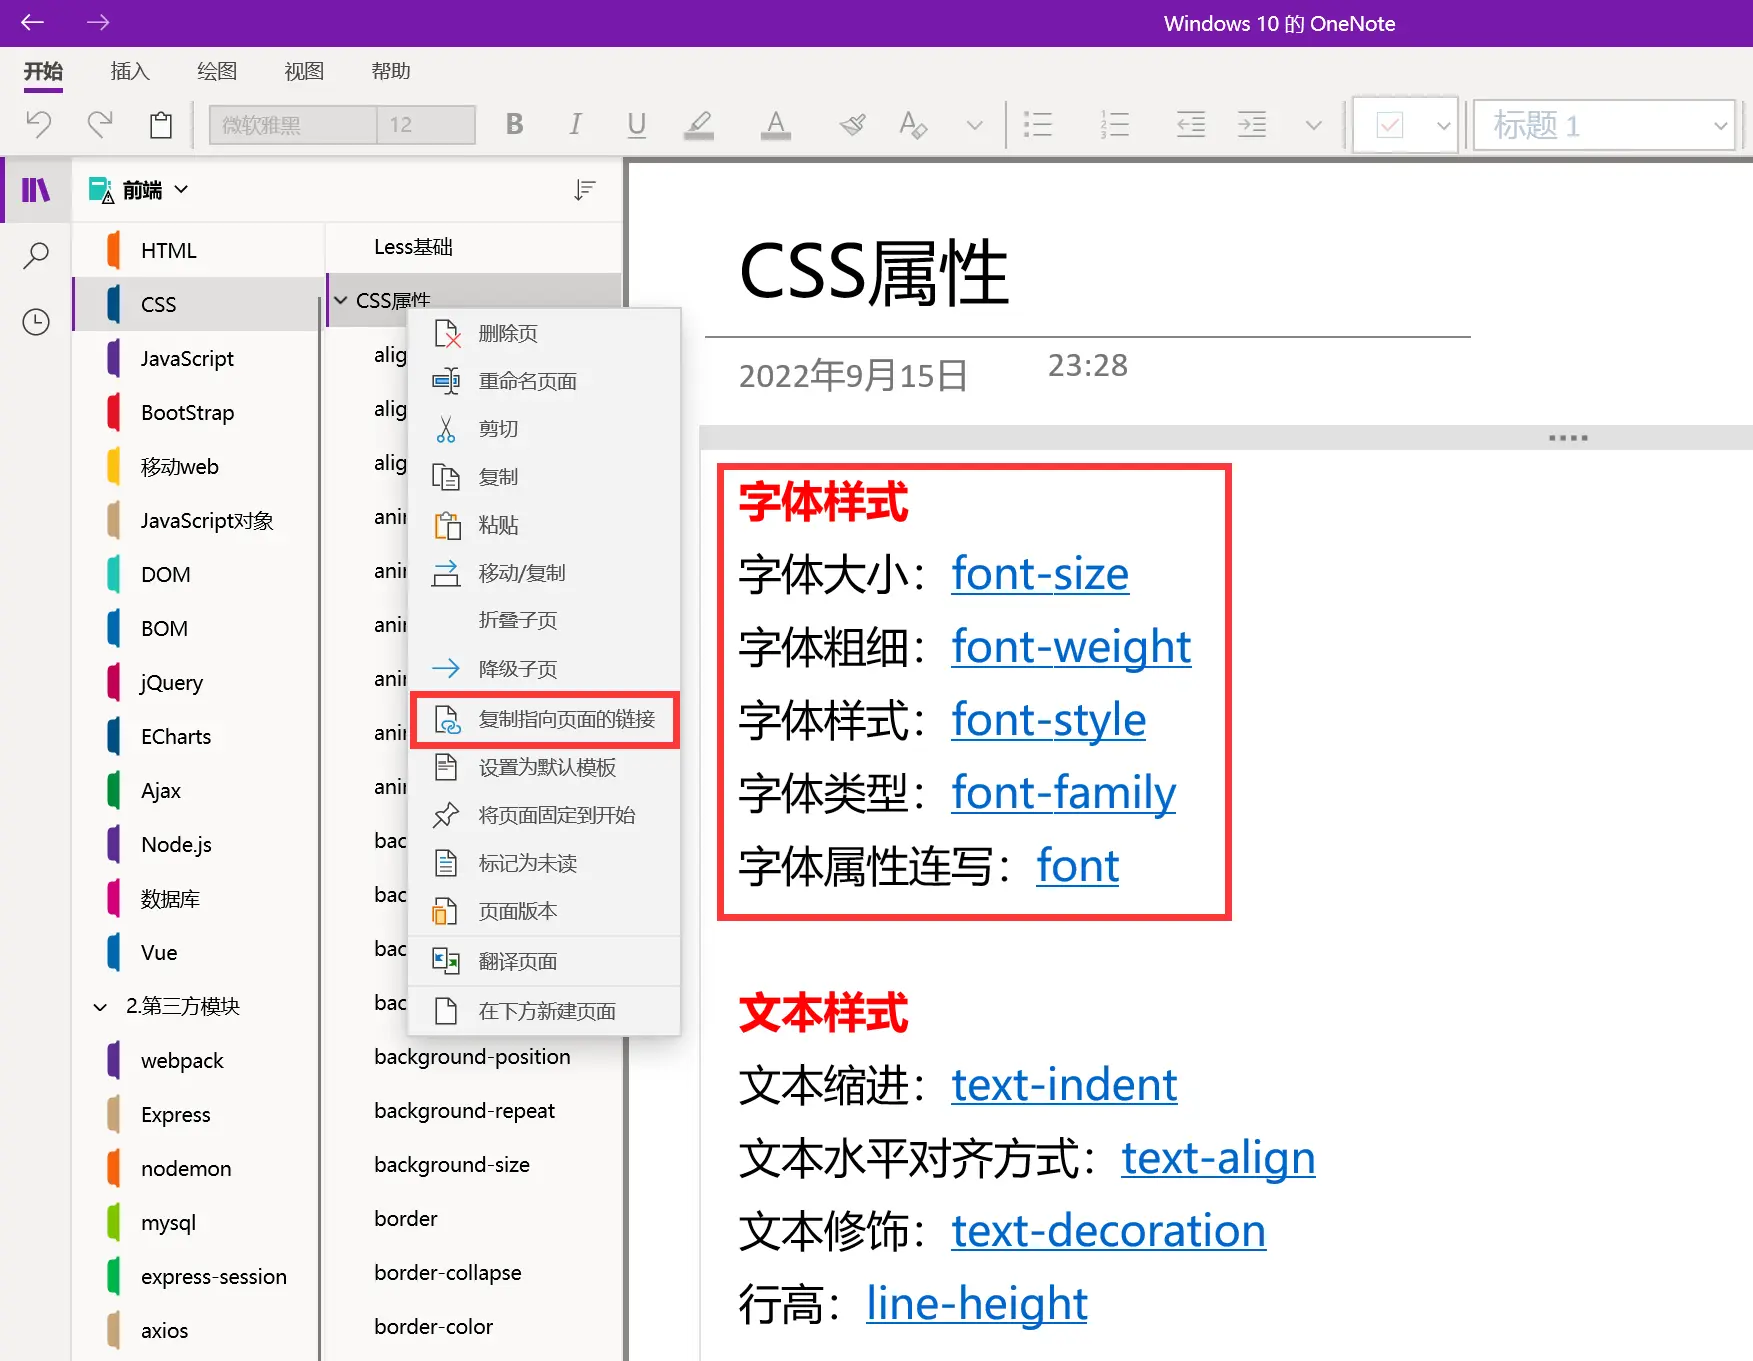 Windows 10 的 OneNote
开始 插入 绘图 视图 帮助
微软雅黑 12 B I U A A 标题 1
前端
HTML
CSS
JavaScript
BootStrap
移动web
JavaScript对象
DOM
BOM
jQuery
ECharts
Ajax
Node.js
数据库
Vue
2.第三方模块
webpack
Express
nodemon
mysql
express-session
axios
Less基础
CSS属性
alig
alig
alig
anir
anir
anir
anir
anir
anir
bac
bac
bac
bac
background-position
background-repeat
background-size
border
border-collapse
border-color
删除页
重命名页面
剪切
复制
粘贴
移动/复制
折叠子页
降级子页
复制指向页面的链接
设置为默认模板
将页面固定到开始
标记为未读
页面版本
翻译页面
在下方新建页面
CSS属性
2022年9月15日 23:28
字体样式
字体大小：font-size
字体粗细：font-weight
字体样式：font-style
字体类型：font-family
字体属性连写：font
文本样式
文本缩进：text-indent
文本水平对齐方式：text-align
文本修饰：text-decoration
行高：line-height